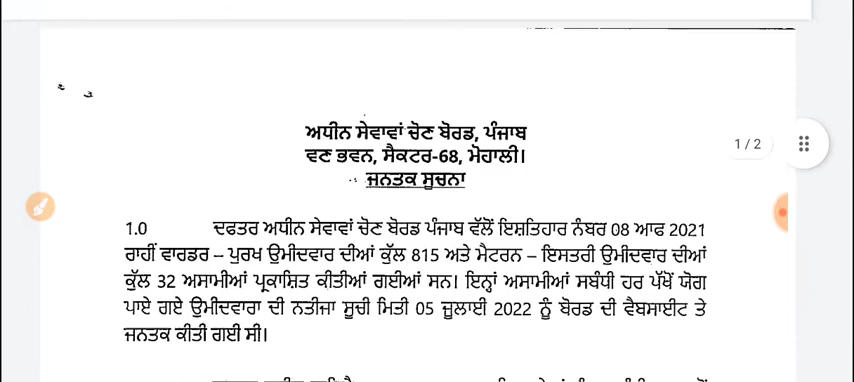 ਅਧੀਨ ਸੇਵਾਵਾਂ ਚੋਣ ਬੋਰਡ, ਪੰਜਾਬ
ਵਣ ਭਵਨ, ਸੈਕਟਰ-68, ਮੋਹਾਲੀ।
1 / 2
ਜਨਤਕ ਸੂਚਨਾ
1.0 ਦਫਤਰ ਅਧੀਨ ਸੇਵਾਵਾਂ ਚੋਣ ਬੋਰਡ ਪੰਜਾਬ ਵੱਲੋਂ ਇਸ਼ਤਿਹਾਰ ਨੰਬਰ 08 ਆਫ 2021
ਰਾਹੀਂ ਵਾਰਡਰ – ਪੁਰਖ ਉਮੀਦਵਾਰ ਦੀਆਂ ਕੁੱਲ 815 ਅਤੇ ਮੈਟਰਨ – ਇਸਤਰੀ ਉਮੀਦਵਾਰ ਦੀਆਂ
ਕੁੱਲ 32 ਅਸਾਮੀਆਂ ਪ੍ਰਕਾਸ਼ਿਤ ਕੀਤੀਆਂ ਗਈਆਂ ਸਨ। ਇਨ੍ਹਾਂ ਅਸਾਮੀਆਂ ਸਬੰਧੀ ਹਰ ਪੱਖੋਂ ਯੋਗ
ਪਾਏ ਗਏ ਉਮੀਦਵਾਰਾ ਦੀ ਨਤੀਜਾ ਸੂਚੀ ਮਿਤੀ 05 ਜੂਲਾਈ 2022 ਨੂੰ ਬੋਰਡ ਦੀ ਵੈਬਸਾਈਟ ਤੇ
ਜਨਤਕ ਕੀਤੀ ਗਈ ਸੀ।